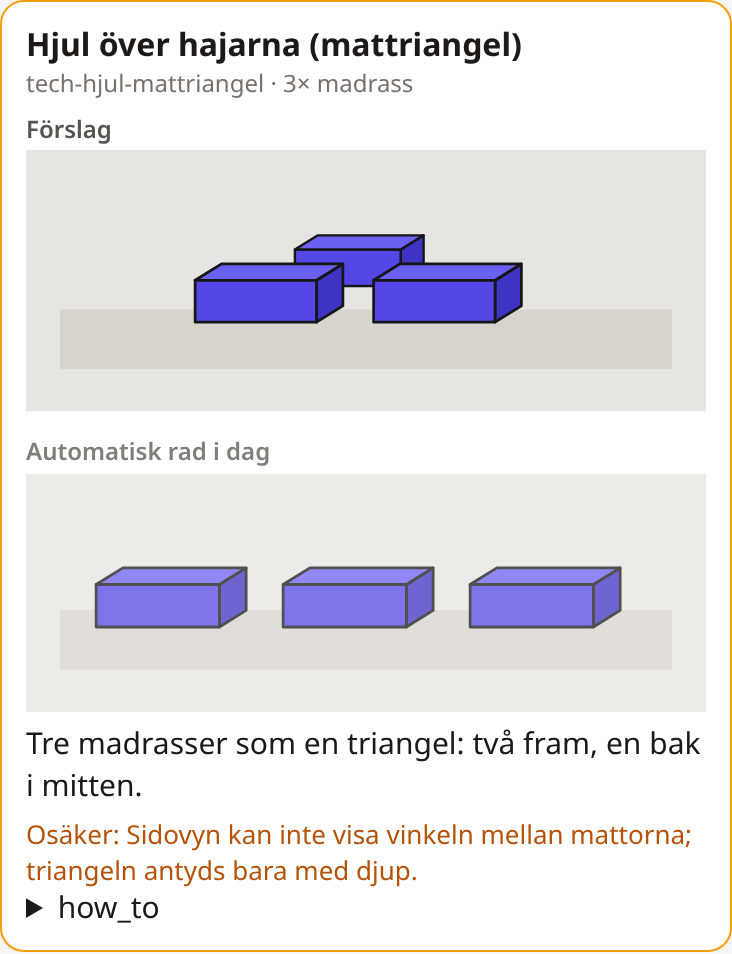 Hjul över hajarna (mattriangel)
tech-hjul-mattriangel · 3× madrass
Förslag
Automatisk rad i dag
Tre madrasser som en triangel: två fram, en bak
i mitten.
Osäker: Sidovyn kan inte visa vinkeln mellan mattorna;
triangeln antyds bara med djup.
▶ how_to